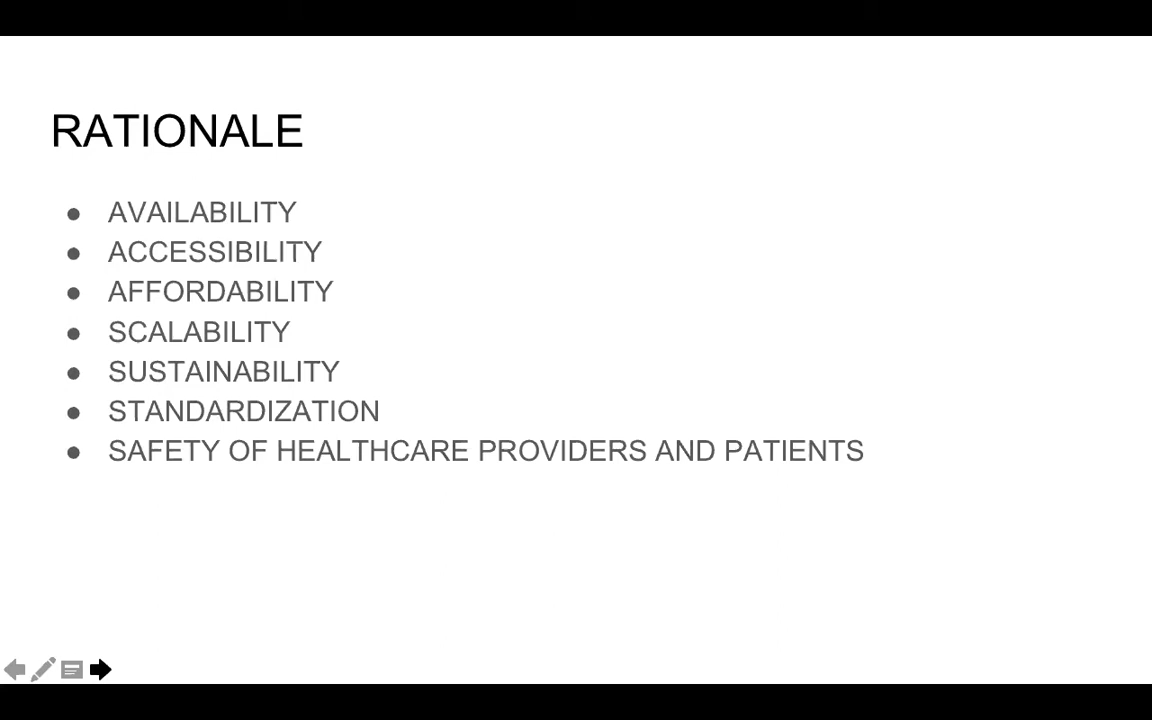 RATIONALE
● AVAILABILITY
● ACCESSIBILITY
● AFFORDABILITY
● SCALABILITY
● SUSTAINABILITY
● STANDARDIZATION
● SAFETY OF HEALTHCARE PROVIDERS AND PATIENTS